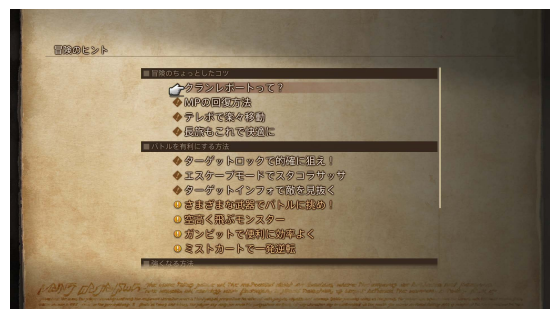 冒険のヒント
■冒険のちょっとしたコツ
クランレポートって？
MPの回復方法
テレポで楽々移動
長旅もこれで快適に
■バトルを有利にする方法
ターゲットロックで的確に狙え！
エスケープモードでスタコラサッサ
ターゲットインフォで敵を見抜く
さまざまな武器でバトルに挑め！
空高く飛ぶモンスター
ガンビットで便利に効率よく
ミストカートで一発逆転
■強くなる方法